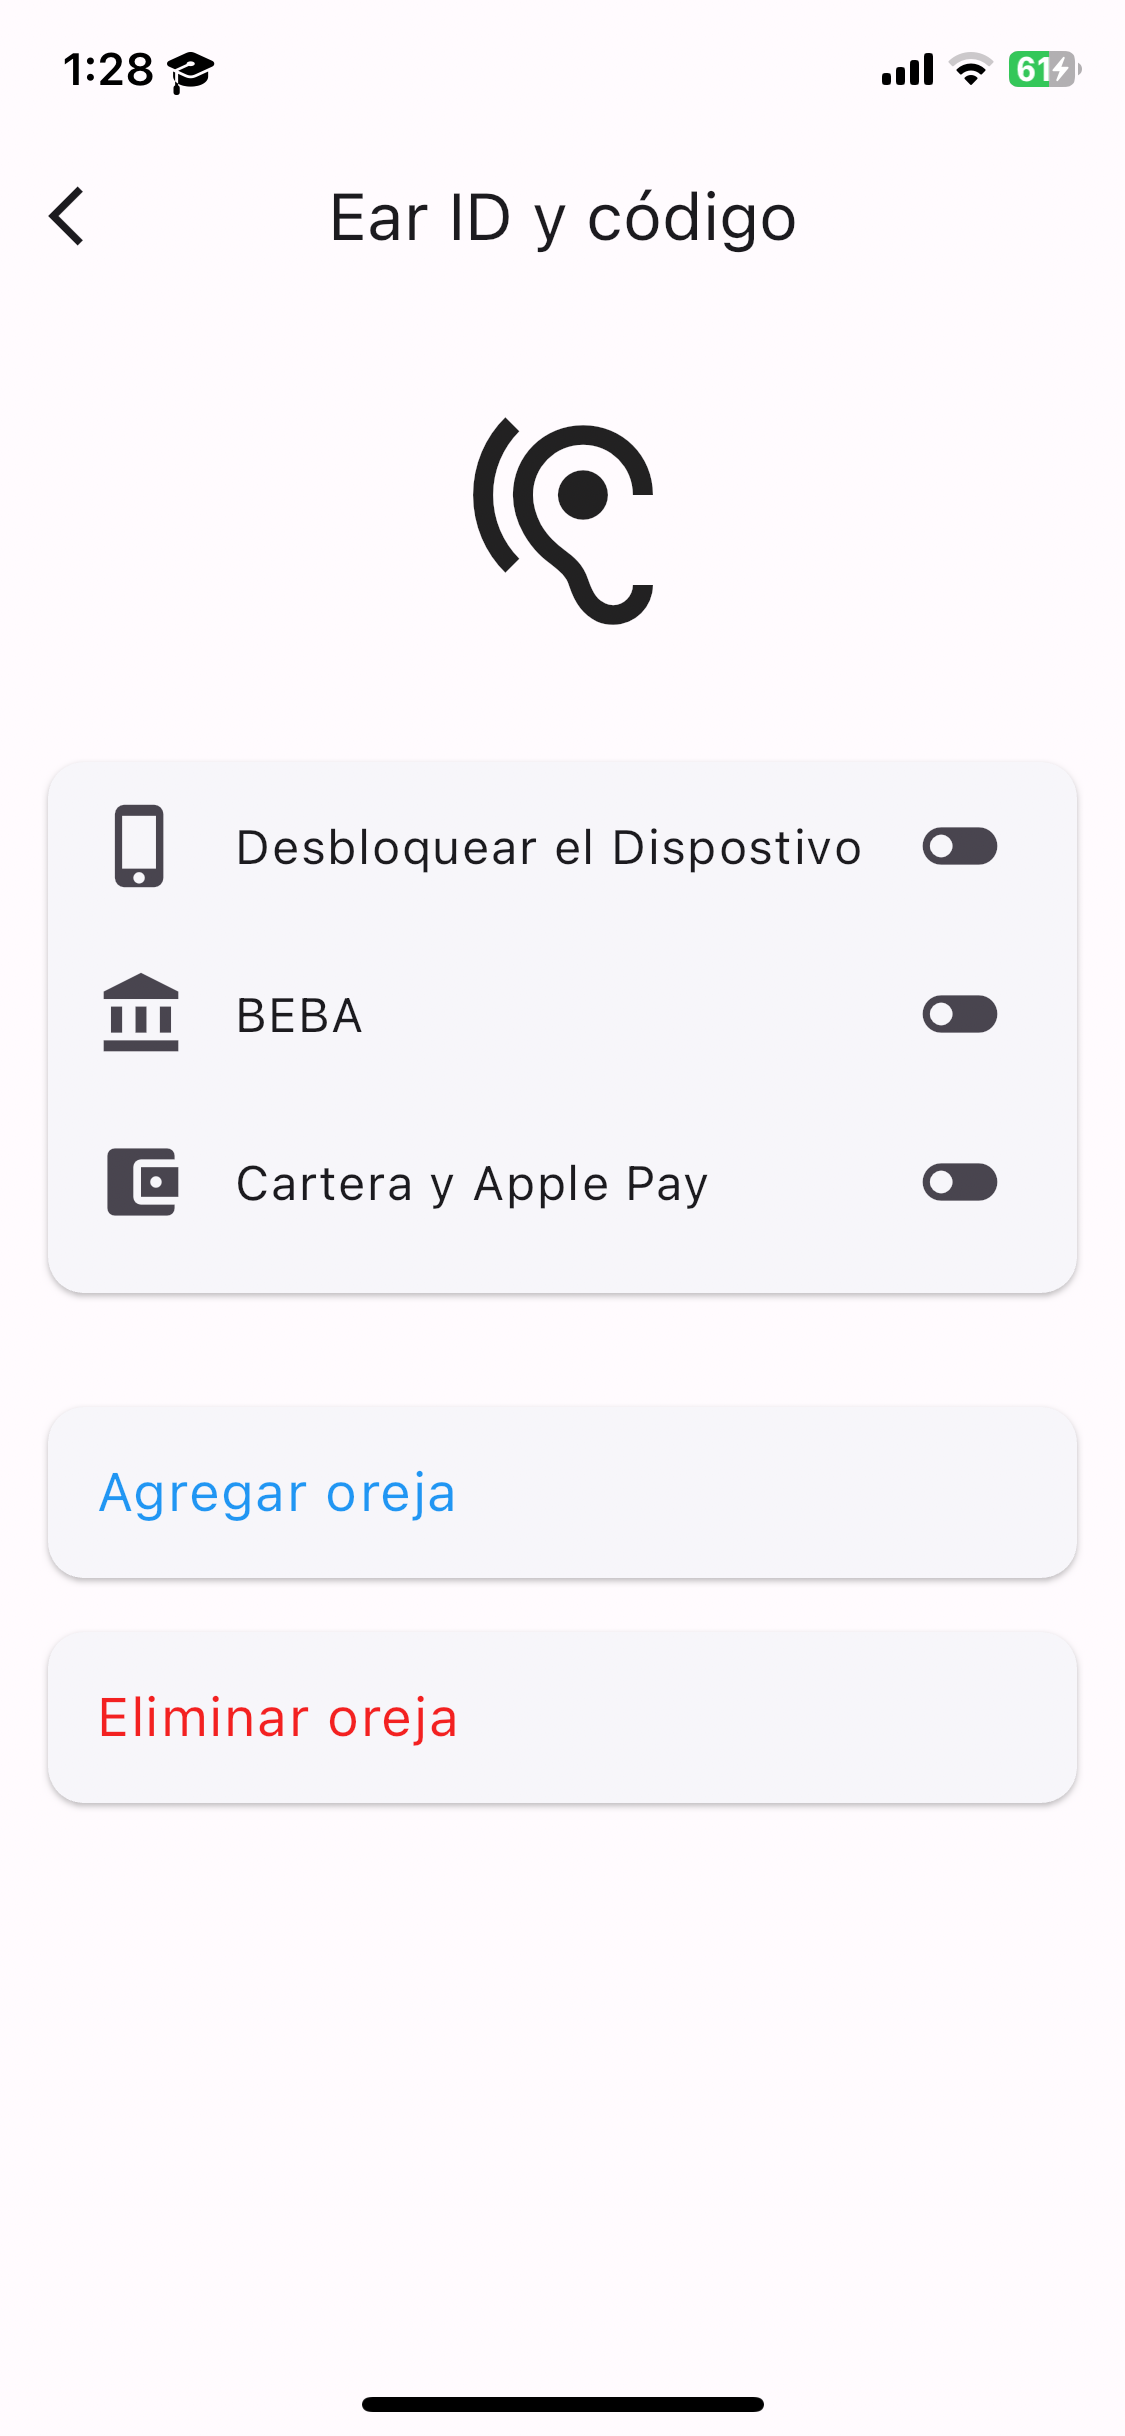 1:28
61
Ear ID y código
Desbloquear el Dispostivo
BEBA
Cartera y Apple Pay
Agregar oreja
Eliminar oreja